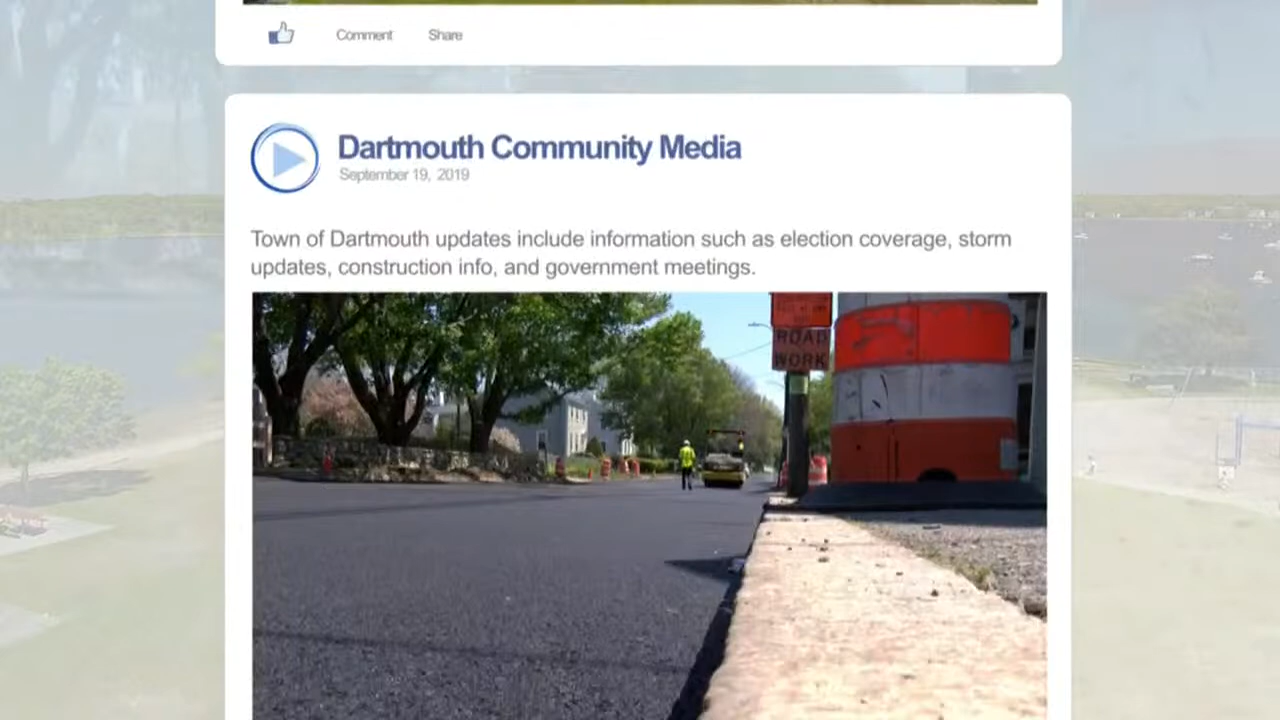 Comment Share
Dartmouth Community Media
September 19, 2019
Town of Dartmouth updates include information such as election coverage, storm
updates, construction info, and government meetings.
ROAD
WORK